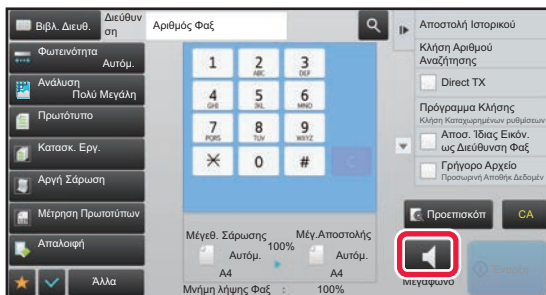 Βιβλ. Διευθ.
Διεύθυν
ση
Αριθμός Φαξ
Φωτεινότητα
Αυτόμ.
Ανάλυση
Πολύ Μεγάλη
Πρωτότυπο
Κατασκ. Εργ.
Αργή Σάρωση
Μέτρηση Πρωτοτύπων
Απαλοιφή
Άλλα
1
2
ABC
3
DEF
4
GHI
5
JKL
6
MNO
7
PQRS
8
TUV
9
WXYZ
0
#
C
Μέγεθ. Σάρωσης
100%
Μέγ.Αποστολής
Αυτόμ.
A4
Αυτόμ.
A4
Μνήμη λήψης Φαξ : 100%
Αποστολή Ιστορικού
Κλήση Αριθμού
Αναζήτησης
Direct TX
Πρόγραμμα Κλήσης
Κλήση Καταχωρημένων ρυθμίσεων
Αποσ. Ίδιας Εικόν.
ως Διεύθυνση Φαξ
Γρήγορο Αρχείο
Προσωρινή Αποθήκ Δεδομέν
Προεπισκόπ
CA
Μεγάφωνο